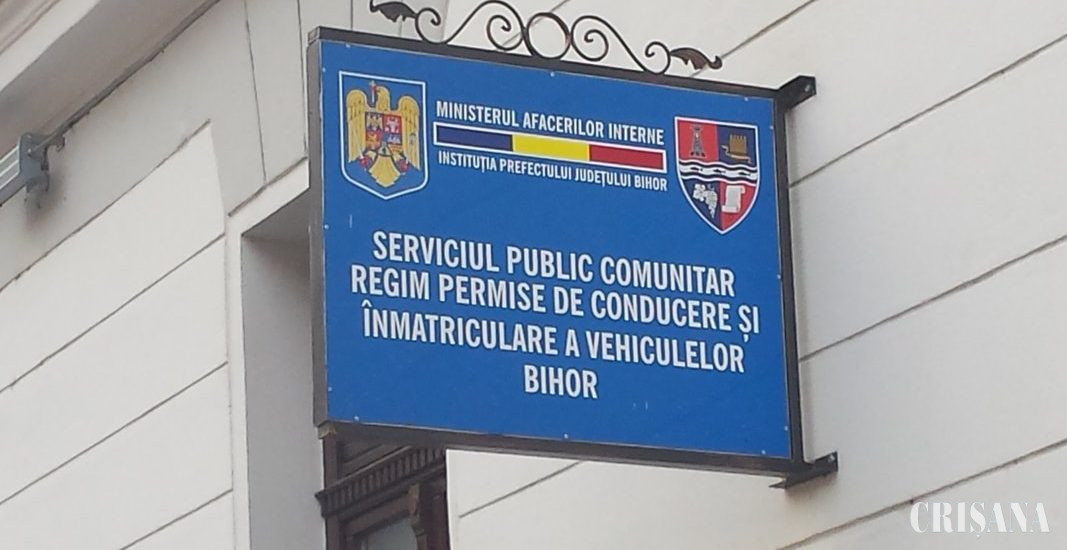 MINISTERUL AFACERILOR INTERNE
INSTITUȚIA PREFECTULUI JUDEȚULUI BIHOR
SERVICIUL PUBLIC COMUNITAR
REGIM PERMISE DE CONDUCERE ȘI
ÎNMATRICULARE A VEHICULELOR
BIHOR
CRIȘANA